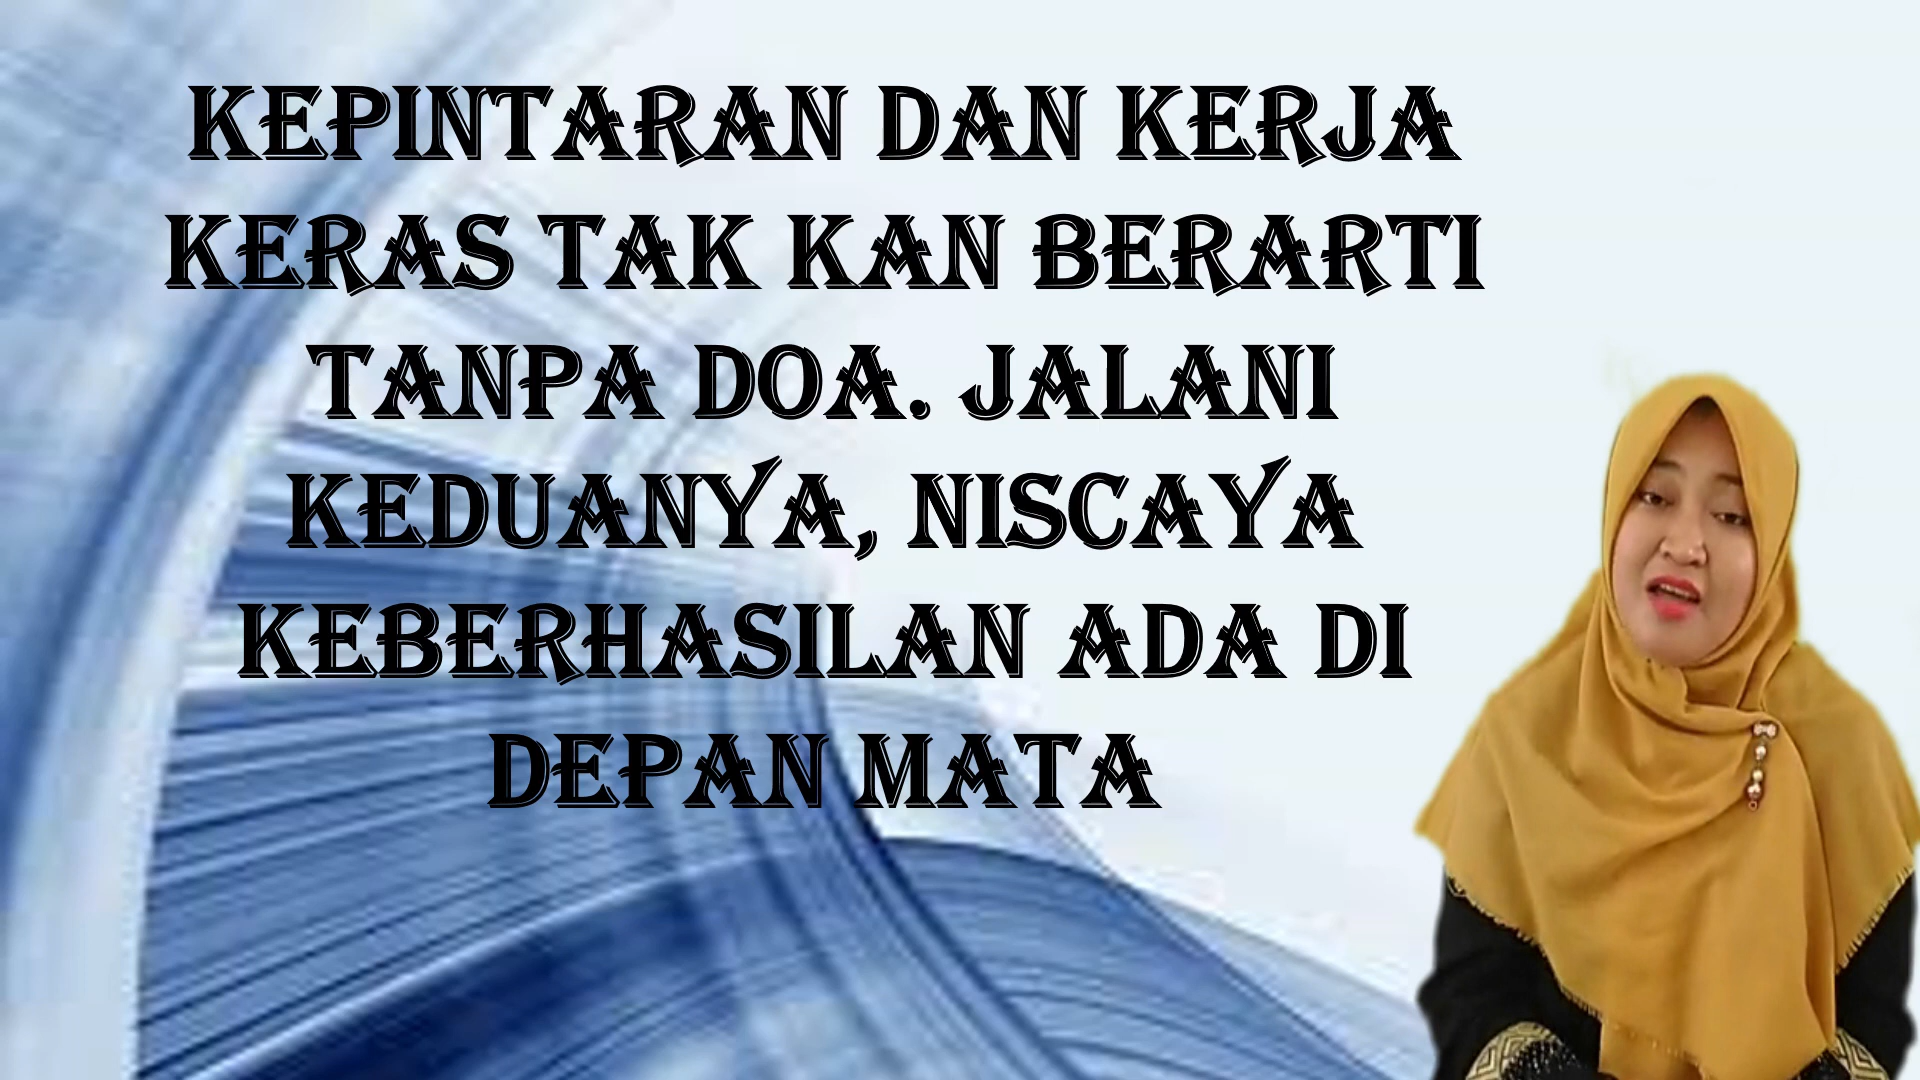 KEPINTARAN DAN KERJA
KERAS TAK KAN BERARTI
TANPA DOA. JALANI
KEDUANYA, NISCAYA
KEBERHASILAN ADA DI
DEPAN MATA